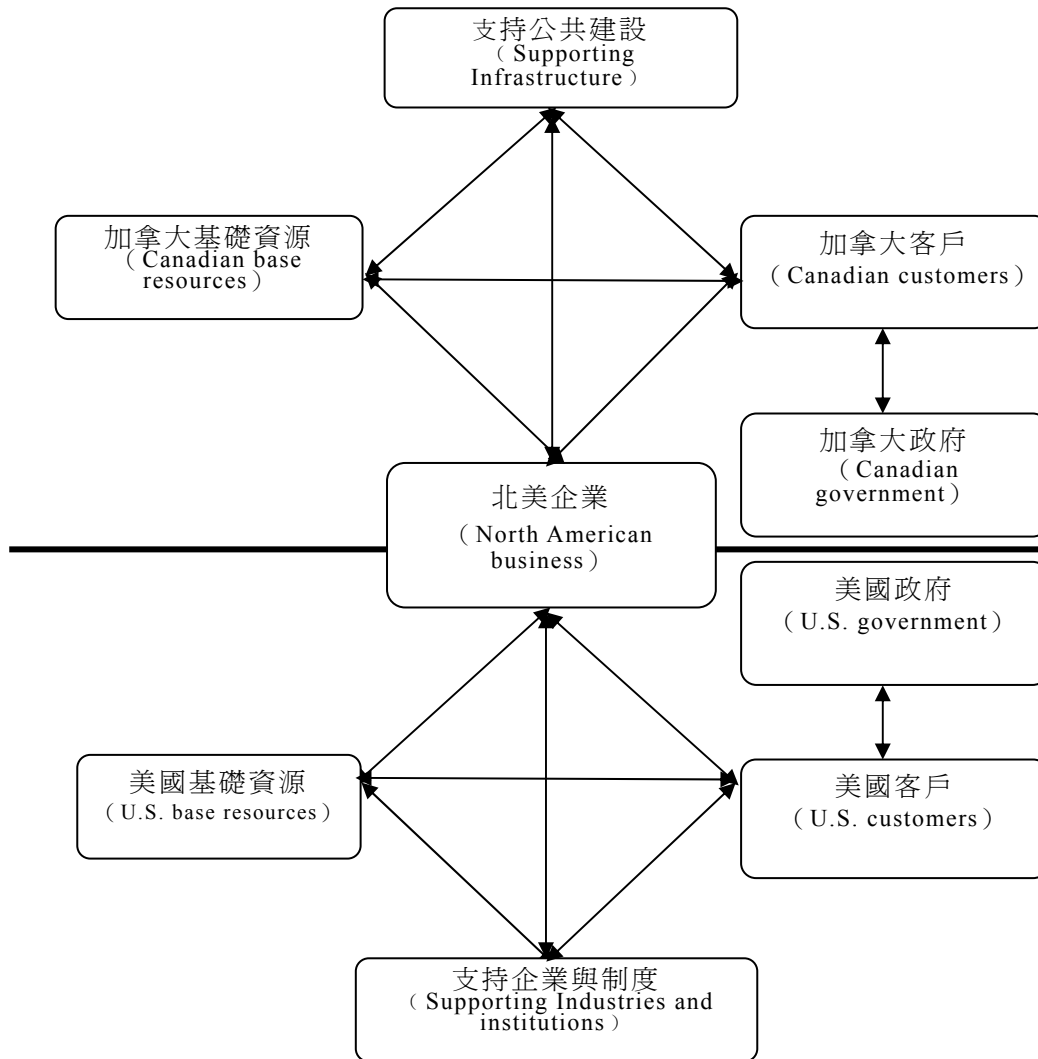 支持公共建設
（Supporting
Infrastructure）
加拿大基礎資源
（Canadian base
resources）
加拿大客戶
（Canadian customers）
加拿大政府
（Canadian
government）
北美企業
（North American
business）
美國政府
（U.S. government）
美國基礎資源
（U.S. base resources）
美國客戶
（U.S. customers）
支持企業與制度
（Supporting Industries and
institutions）